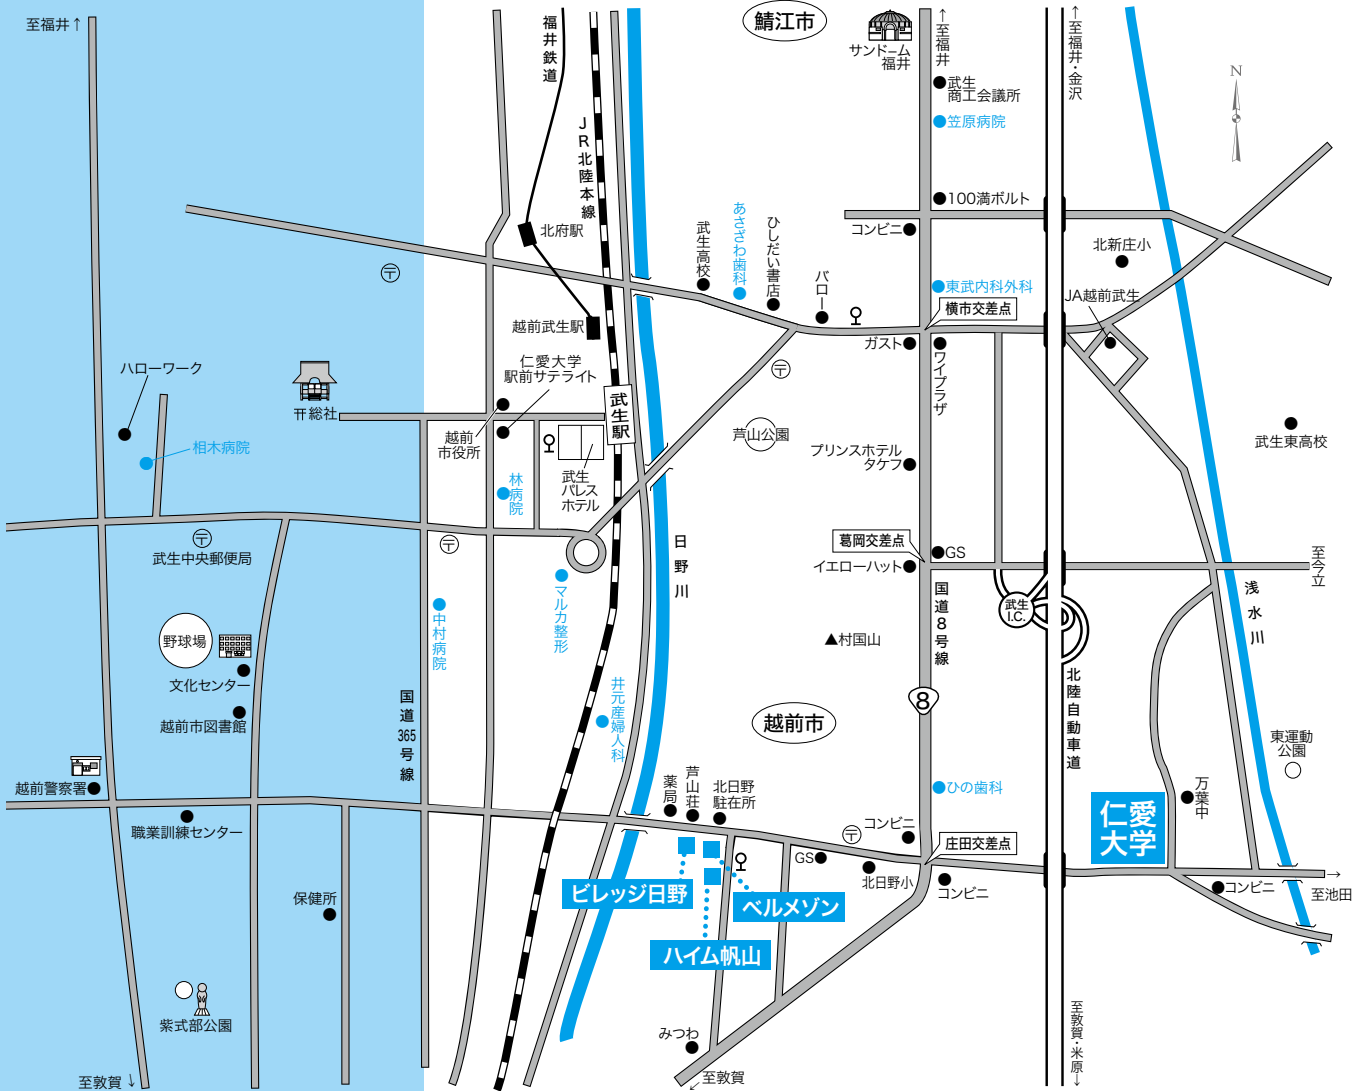 至福井↑
福井鉄道
鯖江市
サンドーム
福井
↑至福井
↑至福井・金沢
N
武生
商工会議所
笠原病院
JR北陸本線
100満ボルト
コンビニ
北府駅
武生高校
あさざわ歯科
ひしだい書店
バロー
北新庄小
東武内科外科
横市交差点
JA越前武生
〒
越前武生駅
ガスト
ワイプラザ
ハローワーク
仁愛大学
駅前サテライト
〒
总社
武生駅
相木病院
越前
市役所
芦山公園
プリンスホテル
タケフ
武生東高校
林病院
武生
パレス
ホテル
〒
武生中央郵便局
〒
日野川
葛岡交差点
GS
イエローハット
至今立
マルカ整形
中村病院
国道8号線
武生
I.C.
浅水川
野球場
▲村国山
文化センター
越前市図書館
国道365号線
井元産婦人科
8
越前市
北陸自動車道
東運動
公園
越前警察署
職業訓練センター
薬局
芦山荘
北日野
駐在所
ひの歯科
万葉中
仁愛
大学
〒
コンビニ
庄田交差点
GS
北日野小
コンビニ
コンビニ
→
至池田
ビレッジ日野
ベルメゾン
保健所
ハイム帆山
紫式部公園
みつわ
至敦賀↓
至敦賀
↙
至敦賀・米原↓